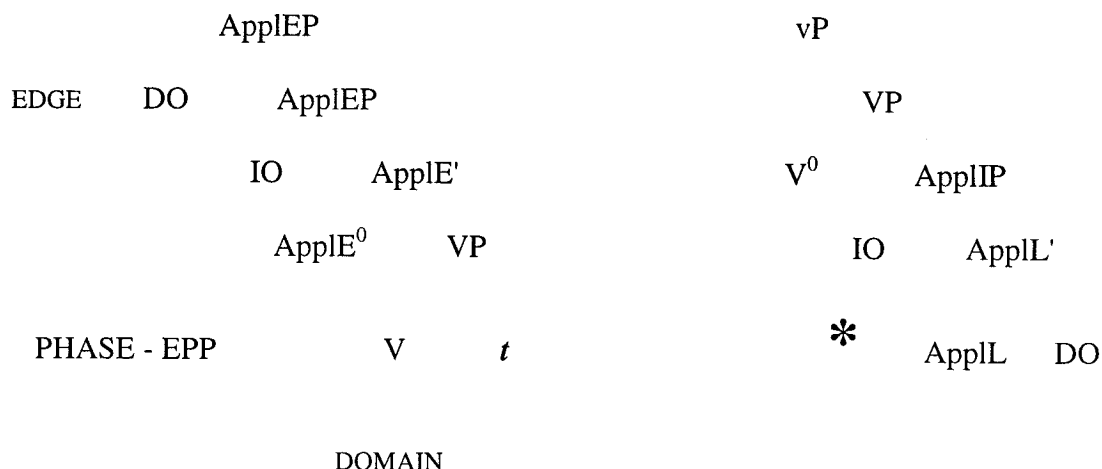 ApplEP vP
EDGE DO ApplEP VP
IO ApplE' V⁰ ApplIP
ApplE⁰ VP IO ApplL'
PHASE - EPP V t * ApplL DO
DOMAIN